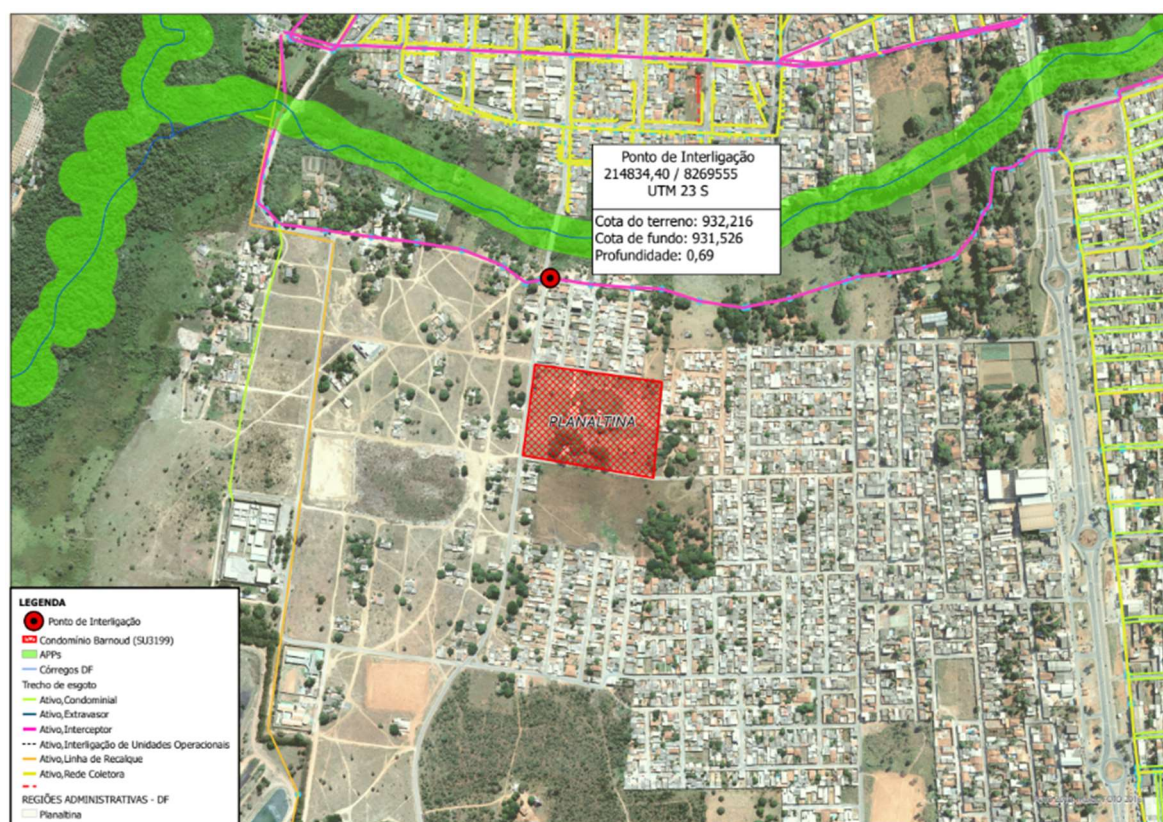 Ponto de Interligação
214834,40 / 8269555
UTM 23 S
Cota do terreno: 932,216
Cota de fundo: 931,526
Profundidade: 0,69
PLANALTINA
LEGENDA
Ponto de Interligação
Condomínio Barnoud (SU3199)
APPs
Córregos DF
Trecho de esgoto
Ativo,Condominial
Ativo,Extravasor
Ativo,Interceptor
Ativo,Interligação de Unidades Operacionais
Ativo,Linha de Recalque
Ativo,Rede Coletora
REGIÕES ADMINISTRATIVAS - DF
Planaltina